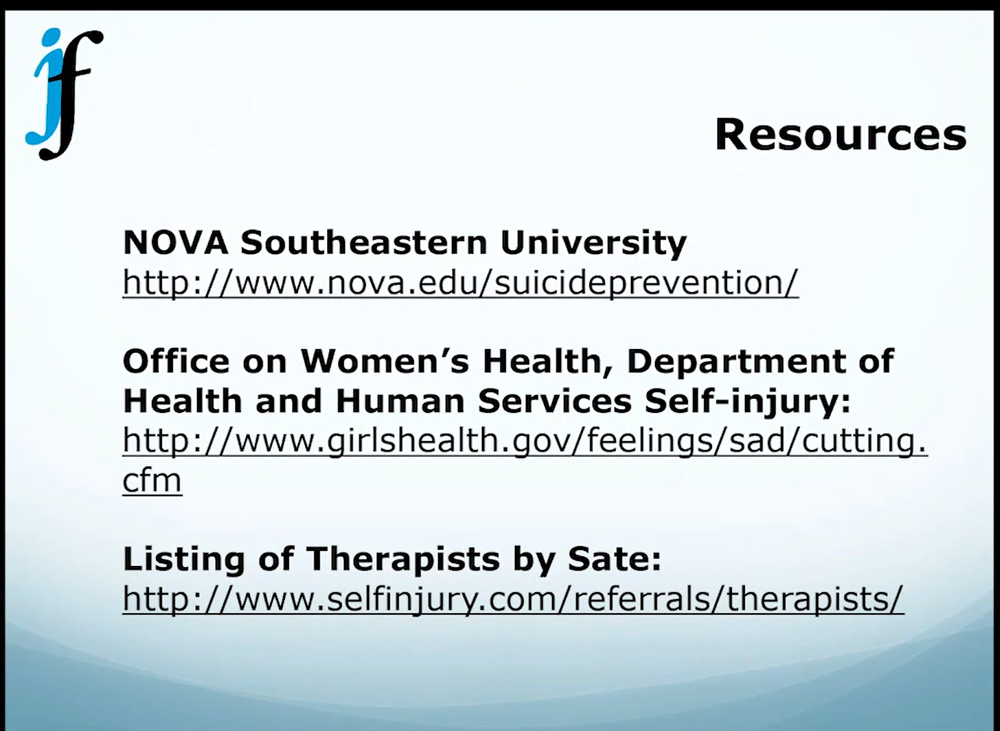 jf
Resources
NOVA Southeastern University
http://www.nova.edu/suicideprevention/
Office on Women’s Health, Department of
Health and Human Services Self-injury:
http://www.girlshealth.gov/feelings/sad/cutting.
cfm
Listing of Therapists by Sate:
http://www.selfinjury.com/referrals/therapists/